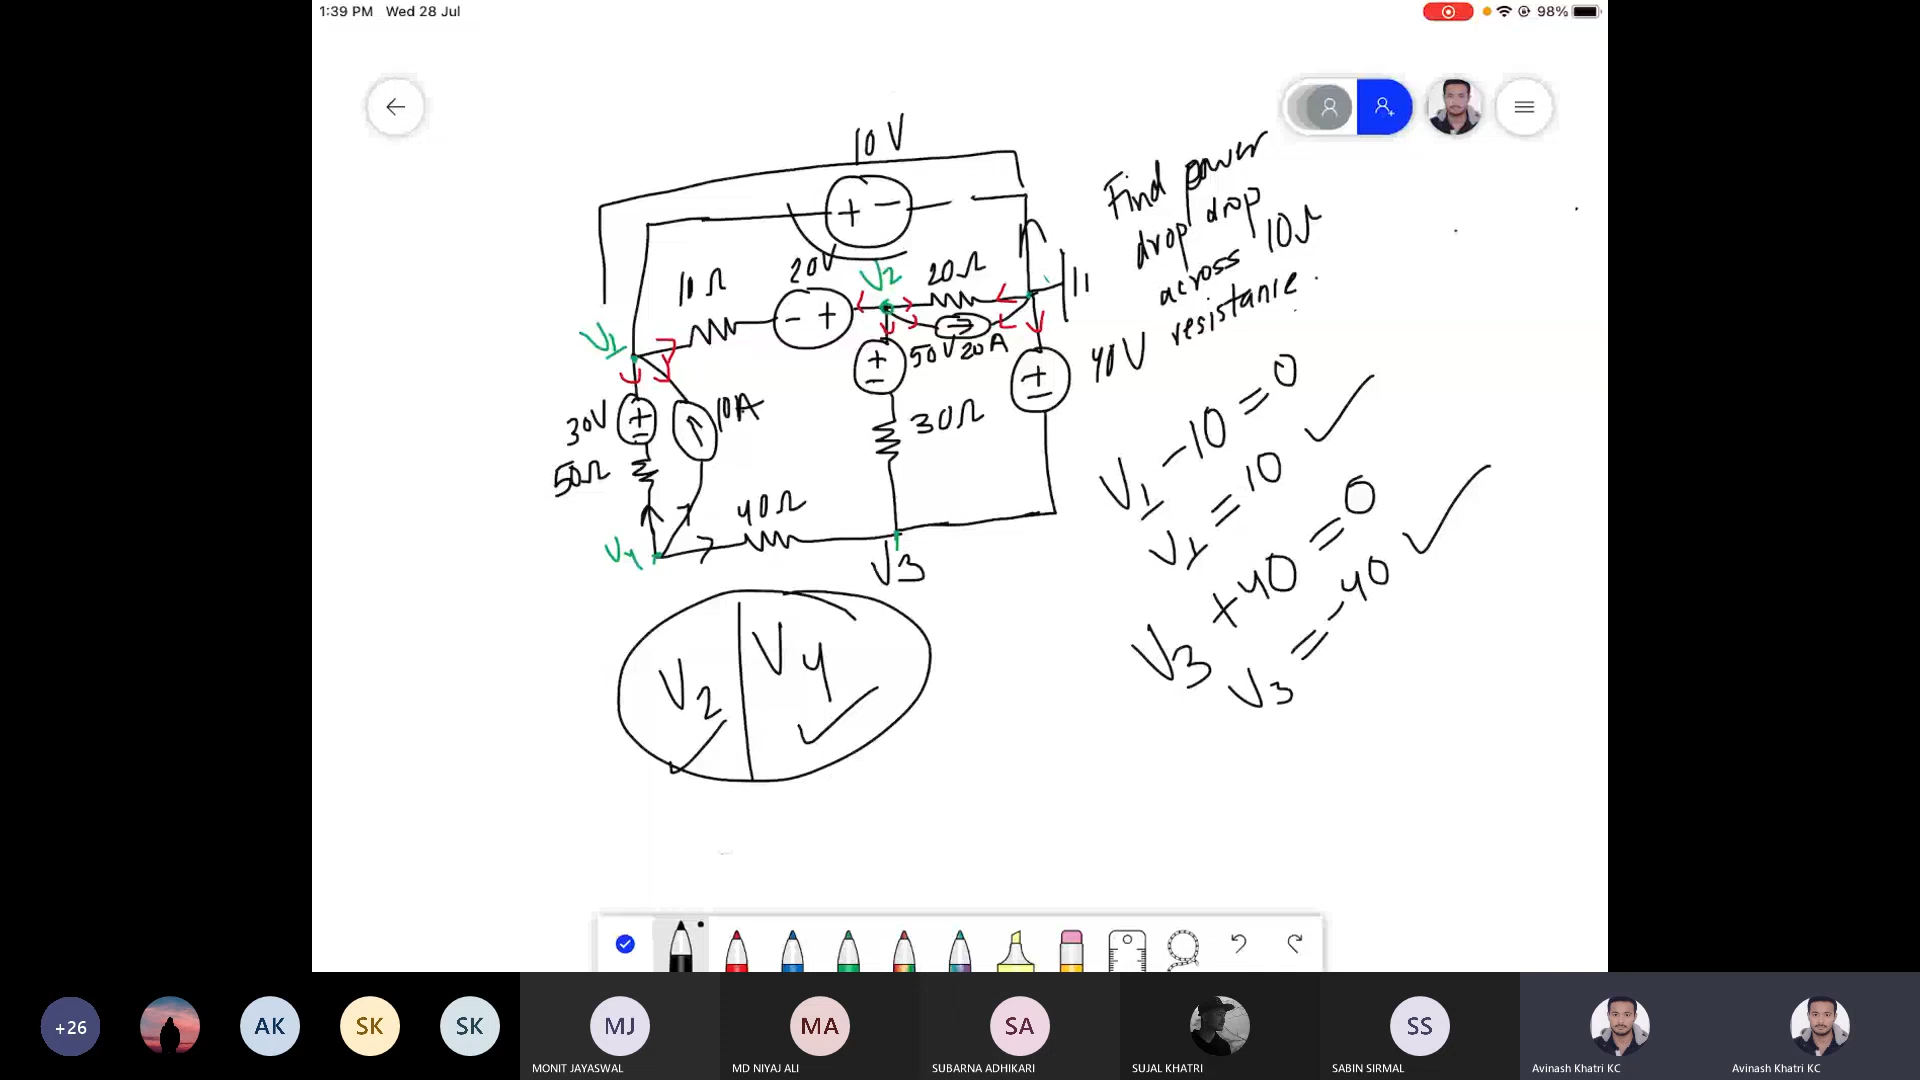 1:39 PM Wed 28 Jul
98%
10 V
Find power
drop drop
across 10Ω
resistance.
10Ω
20V
V2
20Ω
V1
50V
20A
40V
30V
10A
30Ω
50Ω
40Ω
V4
V3
V1 - 10 = 0
V1 = 10
V3 + 40 = 0
V3 = -40
V2
V4
+26
AK
SK
SK
MJ
MA
SA
SS
MONIT JAYASWAL
MD NIYAJ ALI
SUBARNA ADHIKARI
SUJAL KHATRI
SABIN SIRMAL
Avinash Khatri KC
Avinash Khatri KC